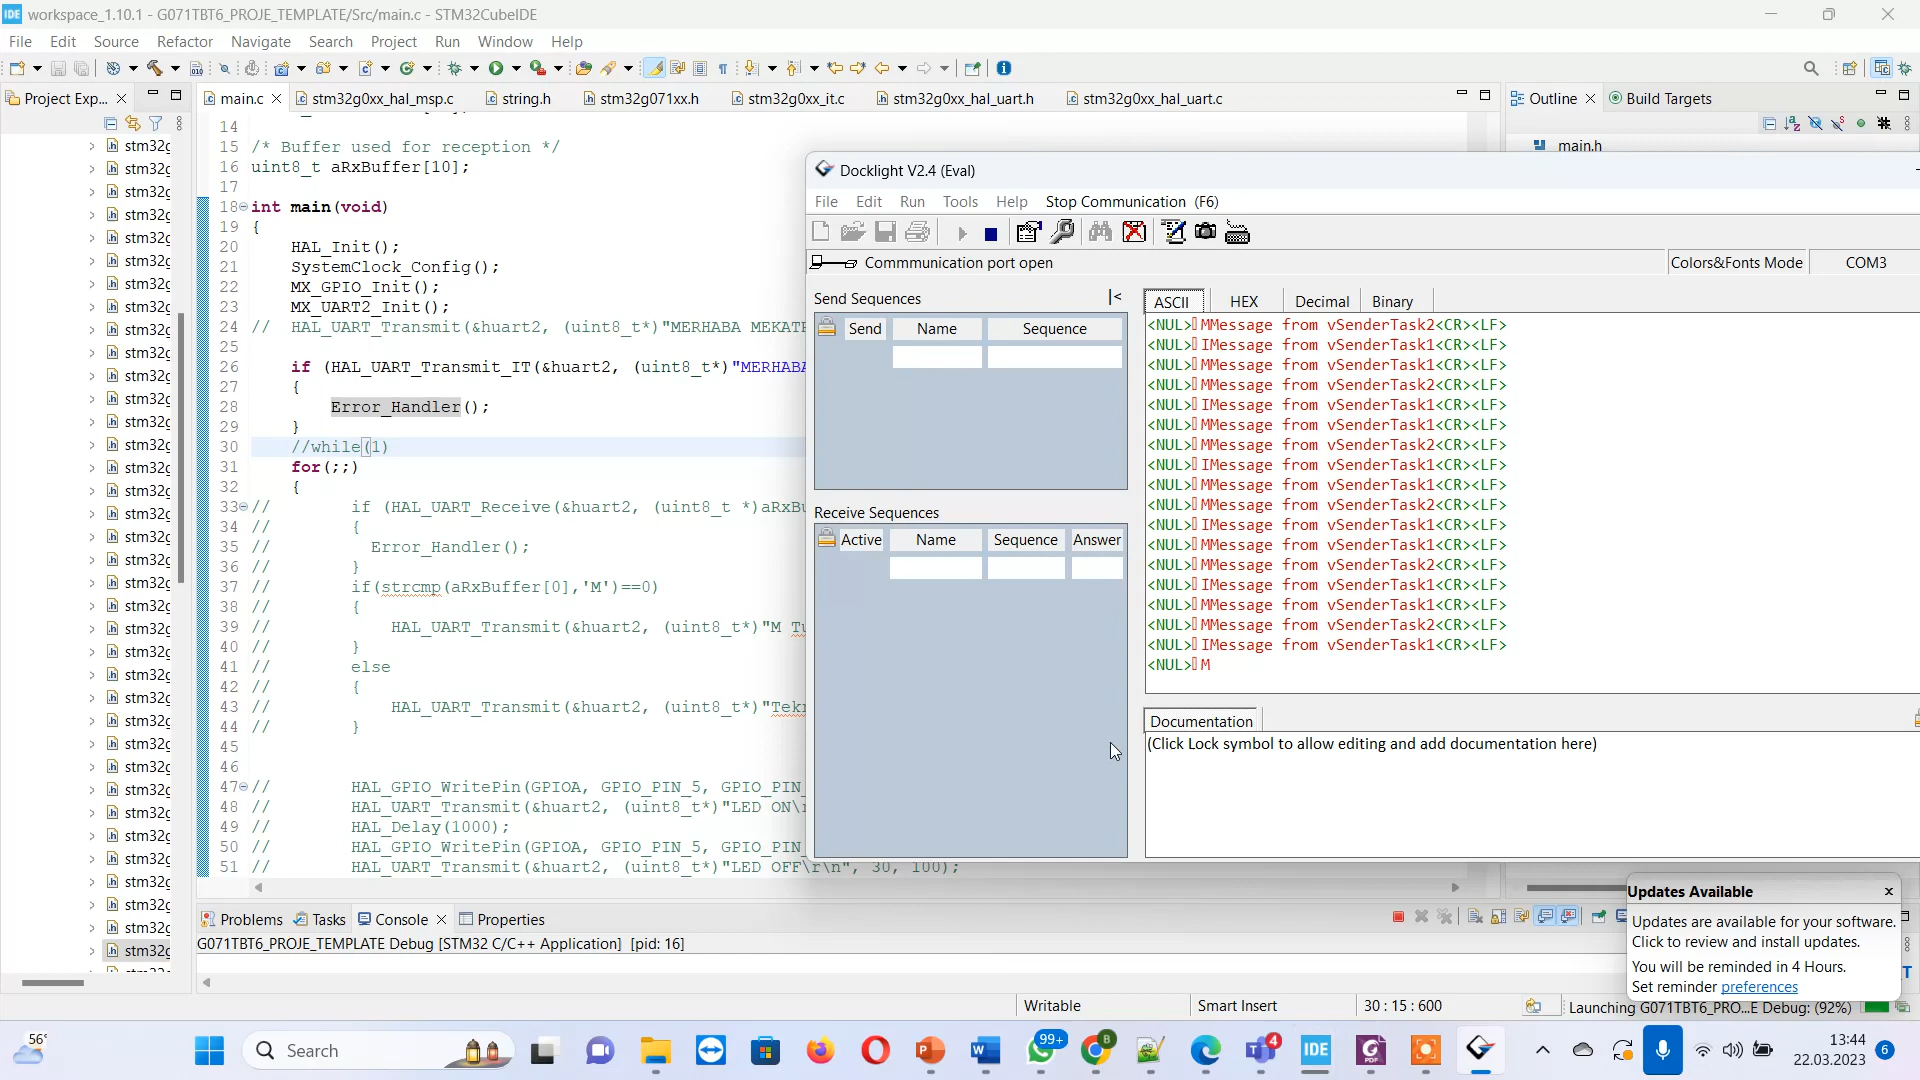 workspace_1.10.1 - G071TBT6_PROJE_TEMPLATE/Src/main.c - STM32CubeIDE
File Edit Source Refactor Navigate Search Project Run Window Help
Project Exp...
main.c
stm32g0xx_hal_msp.c
string.h
stm32g071xx.h
stm32g0xx_it.c
stm32g0xx_hal_uart.h
stm32g0xx_hal_uart.c
Outline
Build Targets
main.h
14
15 /* Buffer used for reception */
16 uint8_t aRxBuffer[10];
17
18 int main(void)
19 {
20 HAL_Init();
21 SystemClock_Config();
22 MX_GPIO_Init();
23 MX_UART2_Init();
24 // HAL_UART_Transmit(&huart2, (uint8_t*)"MERHABA MEKATR
25
26 if (HAL_UART_Transmit_IT(&huart2, (uint8_t*)"MERHABA
27 {
28 Error_Handler();
29 }
30 //while(1)
31 for(;;)
32 {
33 // if (HAL_UART_Receive(&huart2, (uint8_t *)aRxBu
34 // {
35 // Error_Handler();
36 // }
37 // if(strcmp(aRxBuffer[0],'M')==0)
38 // {
39 // HAL_UART_Transmit(&huart2, (uint8_t*)"M Tu
40 // }
41 // else
42 // {
43 // HAL_UART_Transmit(&huart2, (uint8_t*)"Tekr
44 // }
45
46
47 // HAL_GPIO_WritePin(GPIOA, GPIO_PIN_5, GPIO_PIN
48 // HAL_UART_Transmit(&huart2, (uint8_t*)"LED ON\r
49 // HAL_Delay(1000);
50 // HAL_GPIO_WritePin(GPIOA, GPIO_PIN_5, GPIO_PIN
51 // HAL_UART_Transmit(&huart2, (uint8_t*)"LED OFF\r\n", 30, 100);
Docklight V2.4 (Eval)
File Edit Run Tools Help Stop Communication (F6)
Commmunication port open
Colors&Fonts Mode
COM3
Send Sequences
Send Name Sequence
Receive Sequences
Active Name Sequence Answer
ASCII HEX Decimal Binary
<NUL>▯MMessage from vSenderTask2<CR><LF>
<NUL>▯IMessage from vSenderTask1<CR><LF>
<NUL>▯MMessage from vSenderTask1<CR><LF>
<NUL>▯MMessage from vSenderTask2<CR><LF>
<NUL>▯IMessage from vSenderTask1<CR><LF>
<NUL>▯MMessage from vSenderTask1<CR><LF>
<NUL>▯MMessage from vSenderTask2<CR><LF>
<NUL>▯IMessage from vSenderTask1<CR><LF>
<NUL>▯MMessage from vSenderTask1<CR><LF>
<NUL>▯MMessage from vSenderTask2<CR><LF>
<NUL>▯IMessage from vSenderTask1<CR><LF>
<NUL>▯MMessage from vSenderTask1<CR><LF>
<NUL>▯MMessage from vSenderTask2<CR><LF>
<NUL>▯IMessage from vSenderTask1<CR><LF>
<NUL>▯MMessage from vSenderTask1<CR><LF>
<NUL>▯MMessage from vSenderTask2<CR><LF>
<NUL>▯IMessage from vSenderTask1<CR><LF>
<NUL>▯M
Documentation
(Click Lock symbol to allow editing and add documentation here)
Problems Tasks Console Properties
G071TBT6_PROJE_TEMPLATE Debug [STM32 C/C++ Application] [pid: 16]
Updates Available
Updates are available for your software.
Click to review and install updates.
You will be reminded in 4 Hours.
Set reminder preferences
Writable
Smart Insert
30 : 15 : 600
Launching G071TBT6_PRO...E Debug: (92%)
56°
Search
99+
4
IDE
PDF
13:44
22.03.2023
6